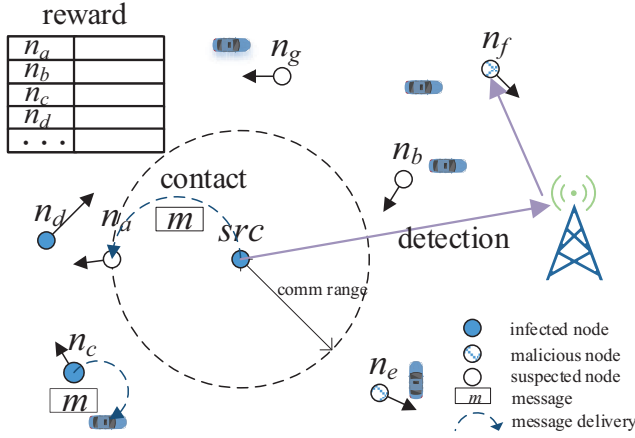 reward
n_a
n_b
n_c
n_d
. . .
n_g
n_f
n_b
contact
m
n_d
n_a
src
detection
comm range
n_c
m
n_e
infected node
malicious node
suspected node
m message
message delivery